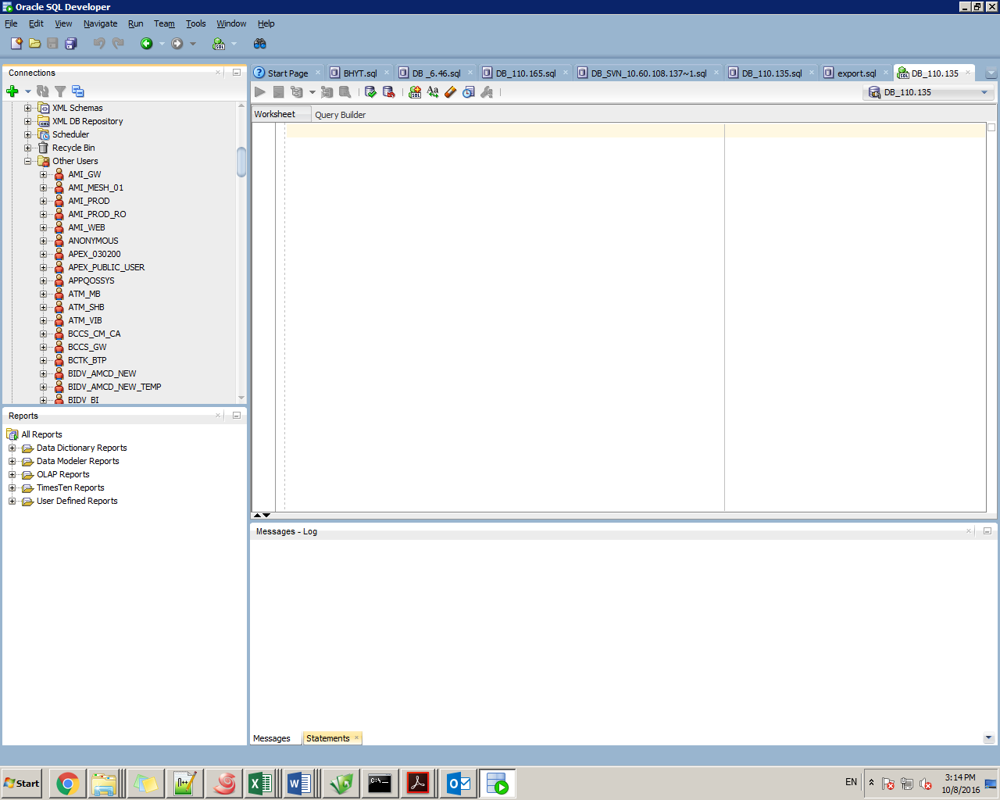 Oracle SQL Developer
File Edit View Navigate Run Team Tools Window Help
Connections
XML Schemas
XML DB Repository
Scheduler
Recycle Bin
Other Users
AMI_GW
AMI_MESH_01
AMI_PROD
AMI_PROD_RO
AMI_WEB
ANONYMOUS
APEX_030200
APEX_PUBLIC_USER
APPQOSSYS
ATM_MB
ATM_SHB
ATM_VIB
BCCS_CM_CA
BCCS_GW
BCTK_BTP
BIDV_AMCD_NEW
BIDV_AMCD_NEW_TEMP
BIDV_BI
Reports
All Reports
Data Dictionary Reports
Data Modeler Reports
OLAP Reports
TimesTen Reports
User Defined Reports
Start Page BHYT.sql DB _6.46.sql DB_110.165.sql DB_SVN_10.60.108.137~1.sql DB_110.135.sql export.sql DB_110.135
DB_110.135
Worksheet Query Builder
Messages - Log
Messages Statements
Start
EN
3:14 PM
10/8/2016